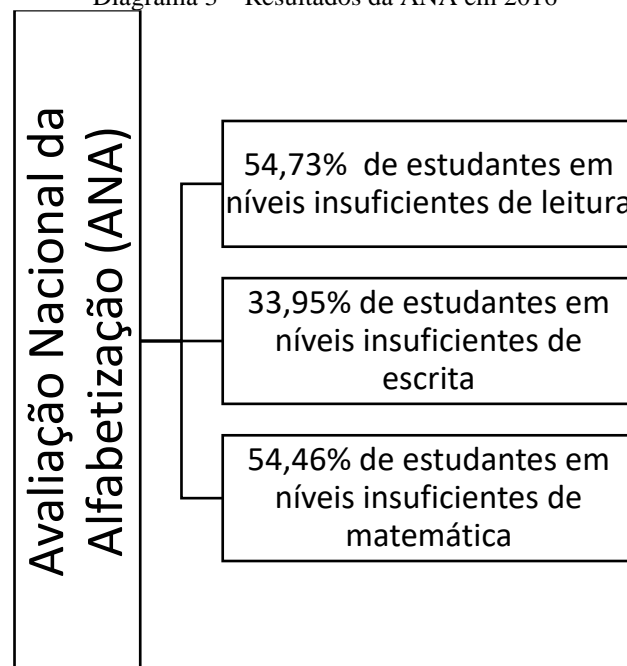 Diagrama 3 – Resultados da ANA em 2016
Avaliação Nacional da
Alfabetização (ANA)
54,73% de estudantes em
níveis insuficientes de leitura
33,95% de estudantes em
níveis insuficientes de
escrita
54,46% de estudantes em
níveis insuficientes de
matemática